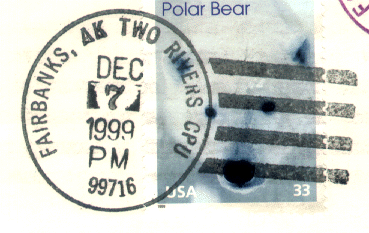 Polar Bear
FAIRBANKS, AK TWO RIVERS CPU
DEC
7
1999
PM
99716
USA 33